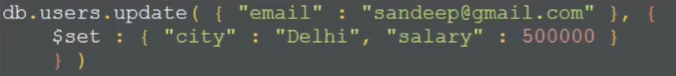 db.users.update( { "email" : "sandeep@gmail.com" }, {
$set : { "city" : "Delhi", "salary" : 500000 }
} )